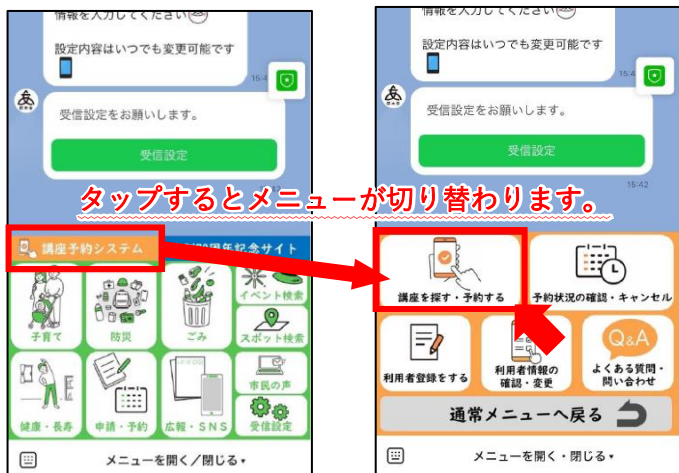 情報を入力してください
設定内容はいつでも変更可能です
受信設定をお願いします。
受信設定
タップするとメニューが切り替わります。
講座予約システム
周年記念サイト
子育て
防災
ごみ
イベント検索
スポット検索
健康・長寿
申請・予約
広報・SNS
市民の声
受信設定
メニューを開く/閉じる
情報を入力してください
設定内容はいつでも変更可能です
受信設定をお願いします。
受信設定
15:42
講座を探す・予約する
予約状況の確認・キャンセル
利用者登録をする
利用者情報の
確認・変更
Q&A
よくある質問・
問い合わせ
通常メニューへ戻る
メニューを開く・閉じる